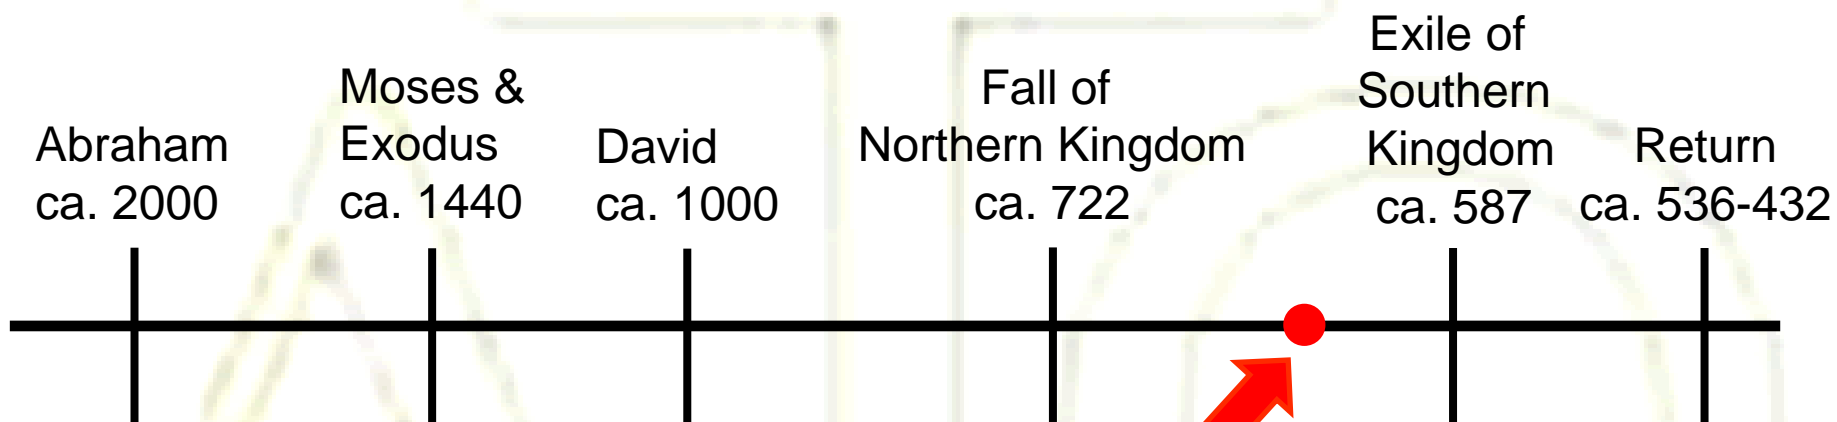 Abraham
ca. 2000
Moses &
Exodus
ca. 1440
David
ca. 1000
Fall of
Northern Kingdom
ca. 722
Exile of
Southern
Kingdom
ca. 587
Return
ca. 536-432